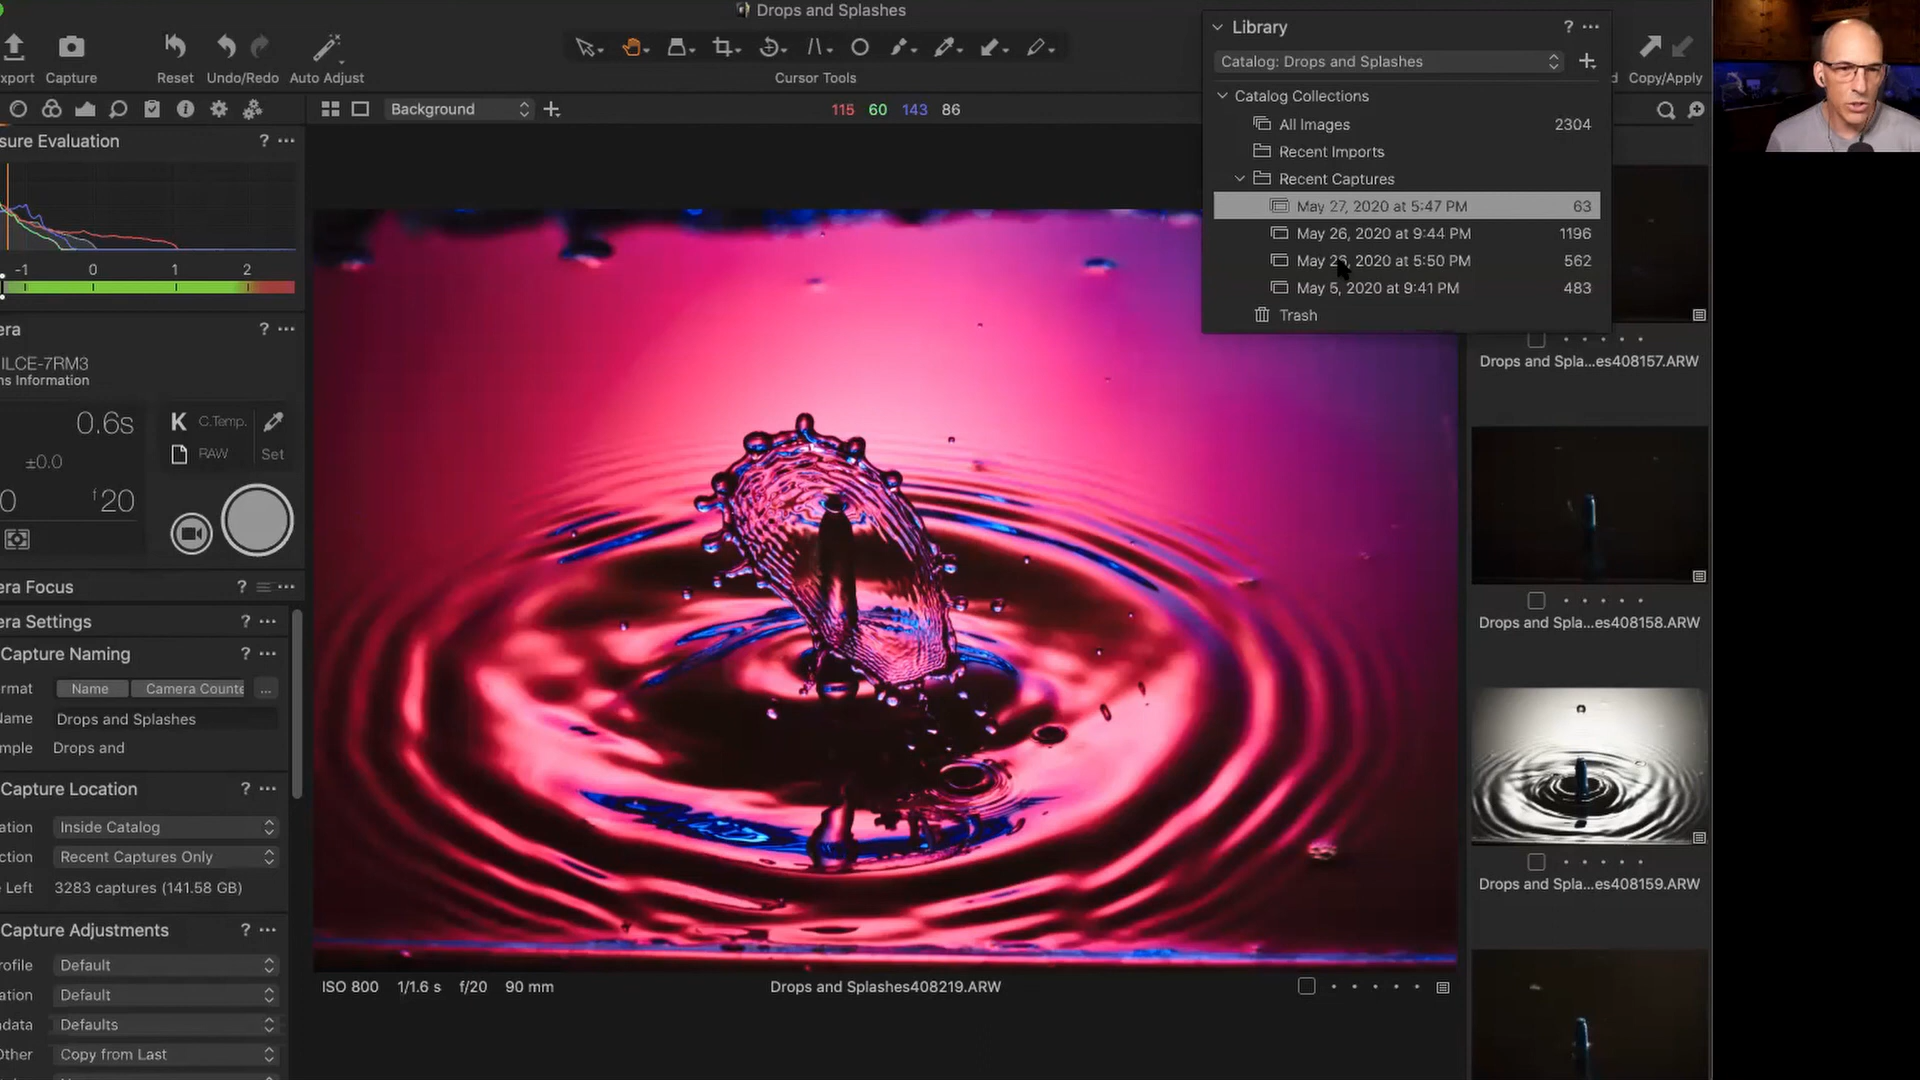 Drops and Splashes
xport
Capture
Reset
Undo/Redo
Auto Adjust
Cursor Tools
Copy/Apply
Background
115 60 143 86
sure Evaluation ?
-1 0 1 2
era ?
ILCE-7RM3
ns Information
0.6s
K C.Temp.
±0.0
RAW Set
0 f20
era Focus ?
era Settings ?
Capture Naming ?
rmat Name Camera Counte ...
Name Drops and Splashes
mple Drops and
Capture Location ?
ation Inside Catalog
ction Recent Captures Only
Left 3283 captures (141.58 GB)
Capture Adjustments ?
rofile Default
ation Default
adata Defaults
Other Copy from Last
Library ?
Catalog: Drops and Splashes
Catalog Collections
All Images 2304
Recent Imports
Recent Captures
May 27, 2020 at 5:47 PM 63
May 26, 2020 at 9:44 PM 1196
2020 at 5:50 PM 562
May 5, 2020 at 9:41 PM 483
Trash
Drops and Spla...es408157.ARW
Drops and Spla...es408158.ARW
Drops and Spla...es408159.ARW
ISO 800 1/1.6 s f/20 90 mm
Drops and Splashes408219.ARW